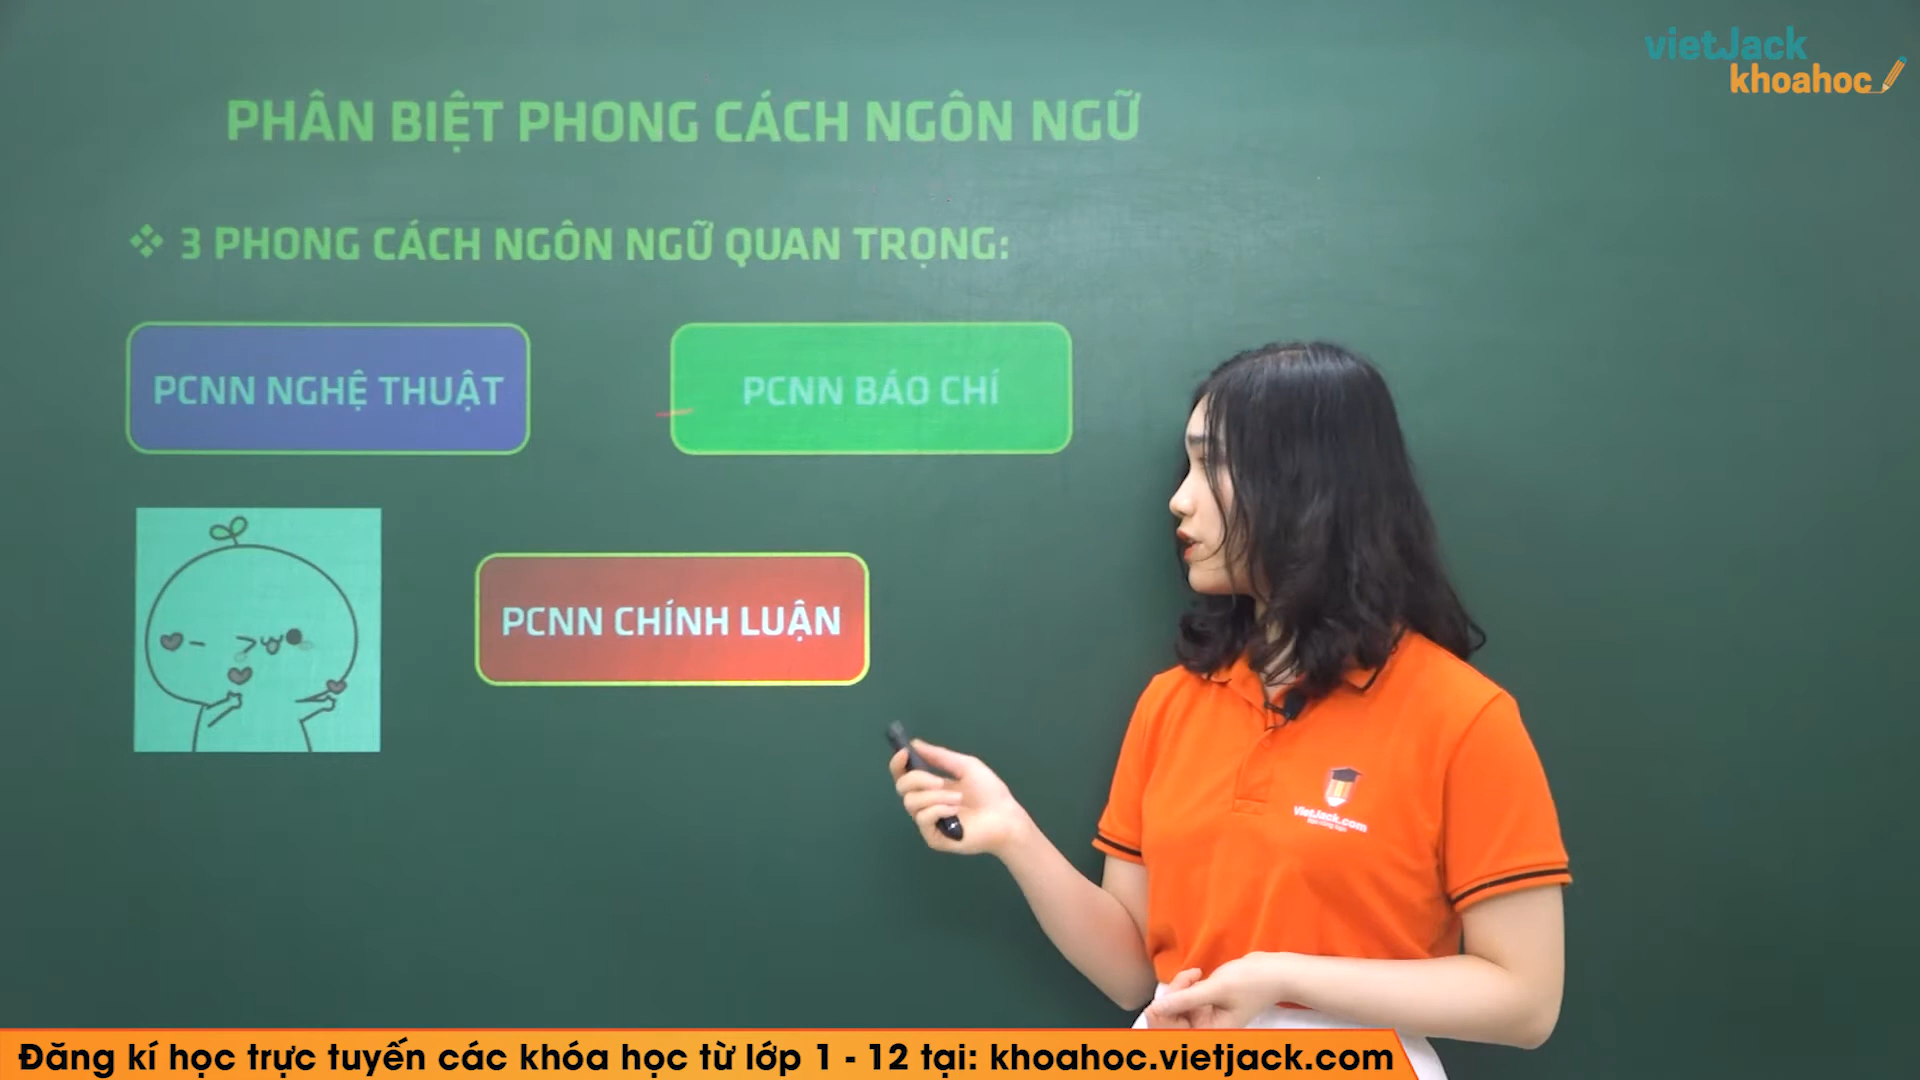 vietJack
khoahoc
PHÂN BIỆT PHONG CÁCH NGÔN NGỮ
3 PHONG CÁCH NGÔN NGỮ QUAN TRỌNG:
PCNN NGHỆ THUẬT
PCNN BÁO CHÍ
PCNN CHÍNH LUẬN
VietJack.com
Đăng kí học trực tuyến các khóa học từ lớp 1 - 12 tại: khoahoc.vietjack.com